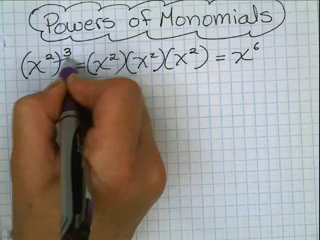 Powers of Monomials
(x²)³ = (x²)(x²)(x²) = x⁶